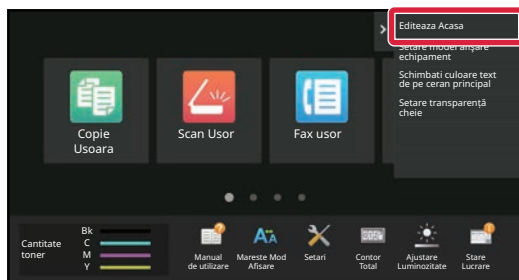 Editeaza Acasa
Setare model afișare
echipament
Schimbati culoare text
de pe ceran principal
Setare transparență
cheie
Copie
Usoara
Scan Usor
Fax usor
Cantitate
toner
Bk
C
M
Y
Manual
de utilizare
Mareste Mod
Afisare
Setari
Contor
Total
Ajustare
Luminozitate
Stare
Lucrare